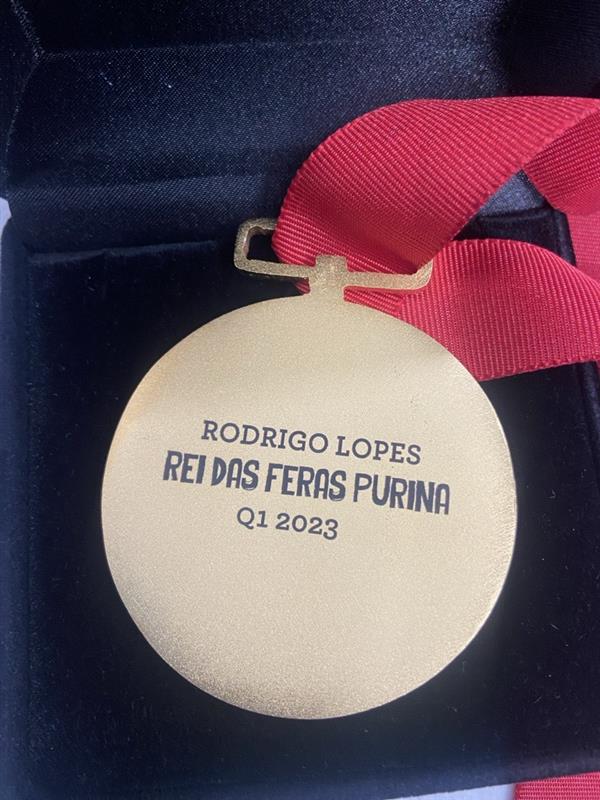 RODRIGO LOPES
REI DAS FERAS PURINA
Q1 2023